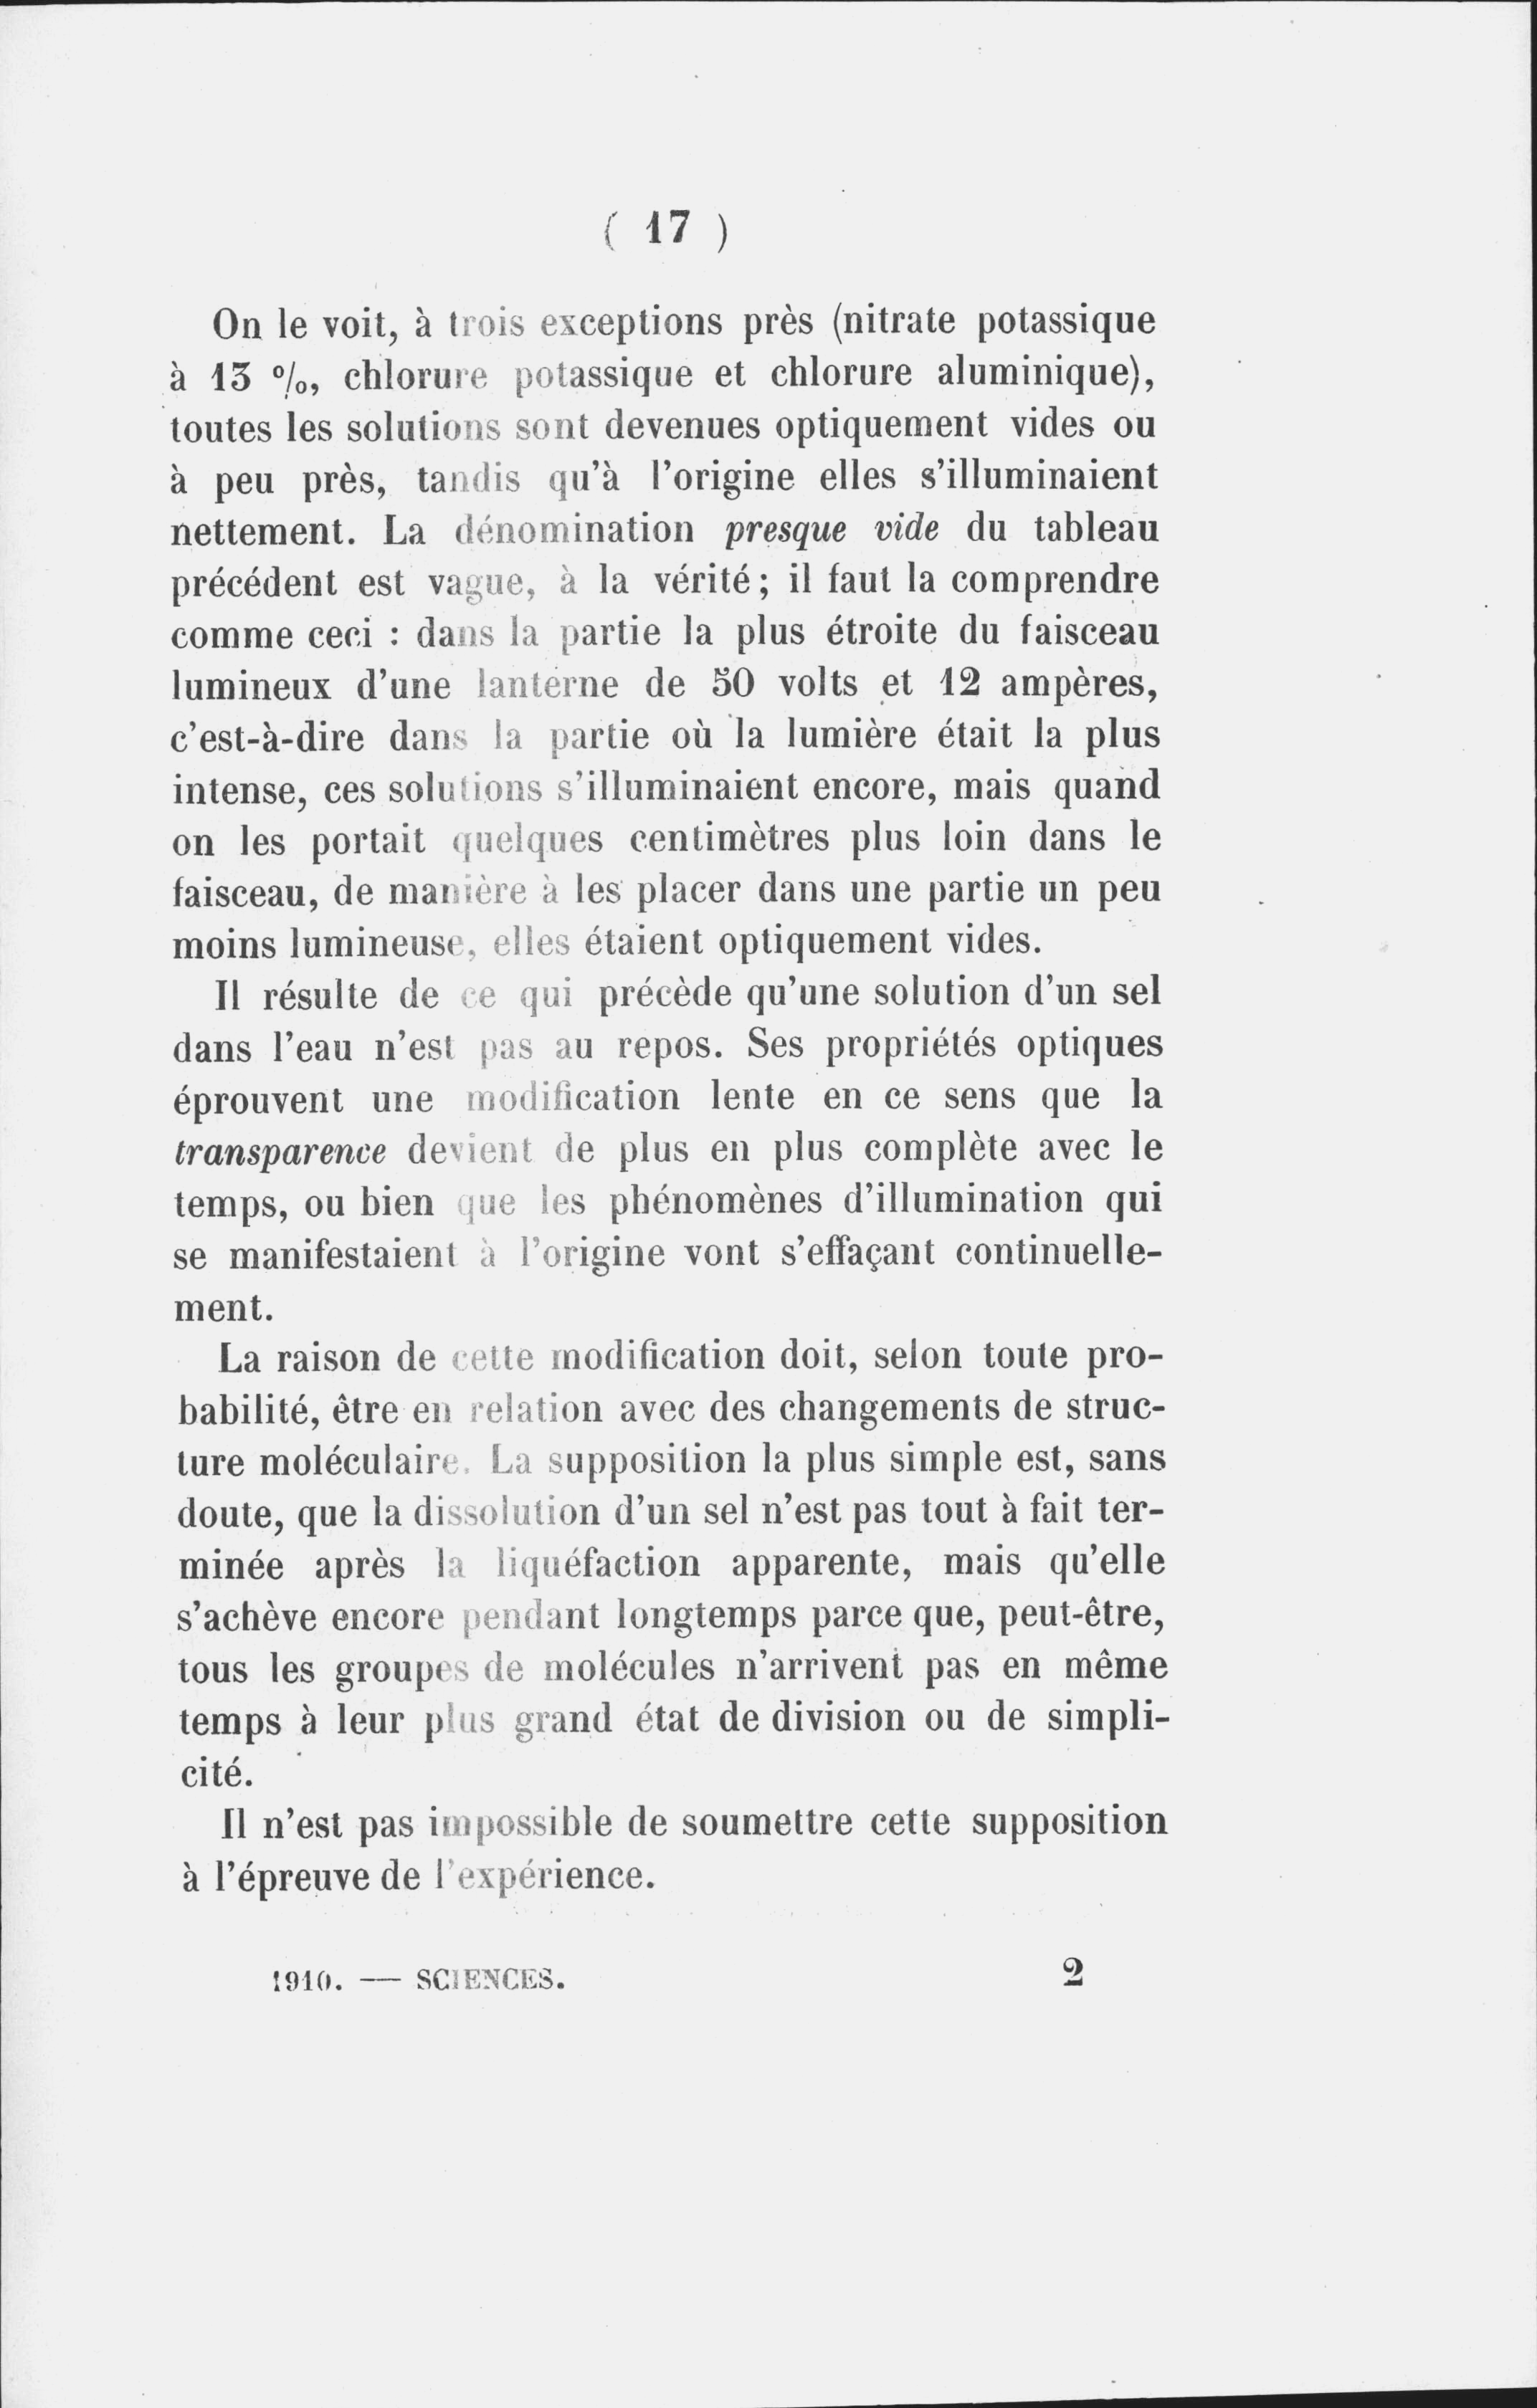 ( 17 )
On le voit, à trois exceptions près (nitrate potassique
à 13 %, chlorure potassique et chlorure aluminique),
toutes les solutions sont devenues optiquement vides ou
à peu près, tandis qu'à l'origine elles s'illuminaient
nettement. La dénomination presque vide du tableau
précédent est vague, à la vérité; il faut la comprendre
comme ceci : dans la partie la plus étroite du faisceau
lumineux d'une lanterne de 50 volts et 12 ampères,
c'est-à-dire dans la partie où la lumière était la plus
intense, ces solutions s'illuminaient encore, mais quand
on les portait quelques centimètres plus loin dans le
faisceau, de manière à les placer dans une partie un peu
moins lumineuse, elles étaient optiquement vides.
Il résulte de ce qui précède qu'une solution d'un sel
dans l'eau n'est pas au repos. Ses propriétés optiques
éprouvent une modification lente en ce sens que la
transparence devient de plus en plus complète avec le
temps, ou bien que les phénomènes d'illumination qui
se manifestaient à l'origine vont s'effaçant continuelle-
ment.
La raison de cette modification doit, selon toute pro-
babilité, être en relation avec des changements de struc-
ture moléculaire. La supposition la plus simple est, sans
doute, que la dissolution d'un sel n'est pas tout à fait ter-
minée après la liquéfaction apparente, mais qu'elle
s'achève encore pendant longtemps parce que, peut-être,
tous les groupes de molécules n'arrivent pas en même
temps à leur plus grand état de division ou de simpli-
cité.
Il n'est pas impossible de soumettre cette supposition
à l'épreuve de l'expérience.
1910. — SCIENCES. 2